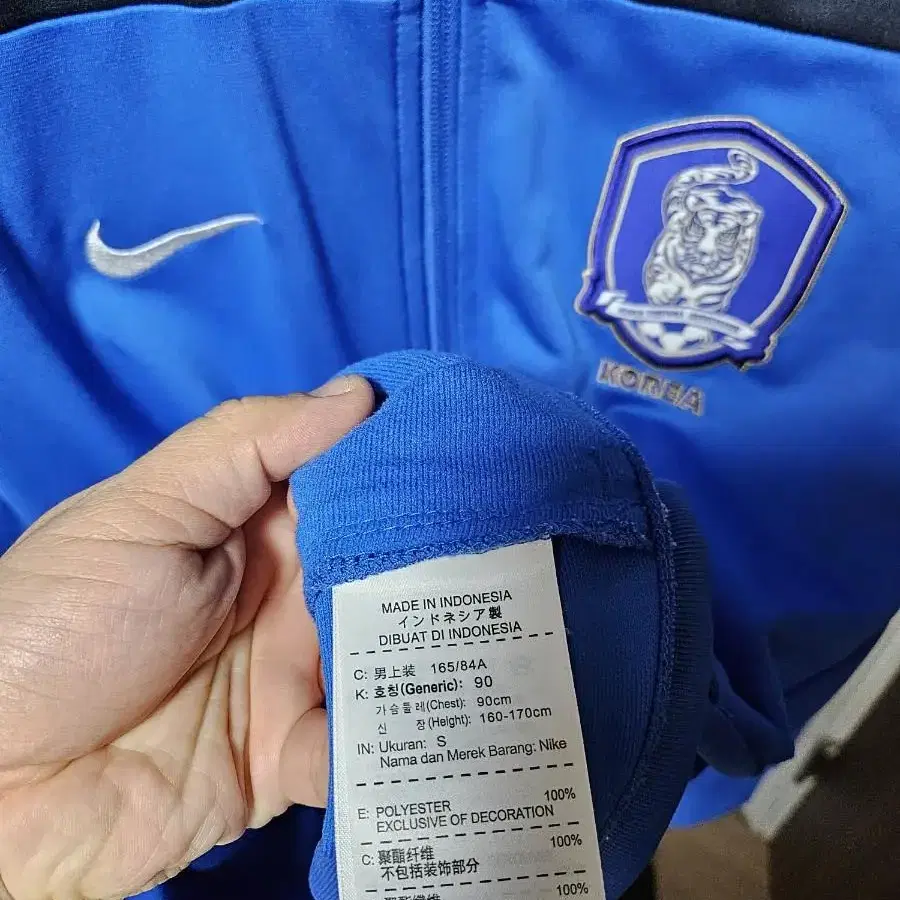 KOREA
MADE IN INDONESIA
インドネシア製
DIBUAT DI INDONESIA
C: 男上装 165/84A
K: 호칭(Generic): 90
가슴둘레(Chest): 90cm
신 장(Height): 160-170cm
IN: Ukuran: S
Nama dan Merek Barang: Nike
E: POLYESTER 100%
EXCLUSIVE OF DECORATION
C: 聚酯纤维 100%
不包括装饰部分
100%